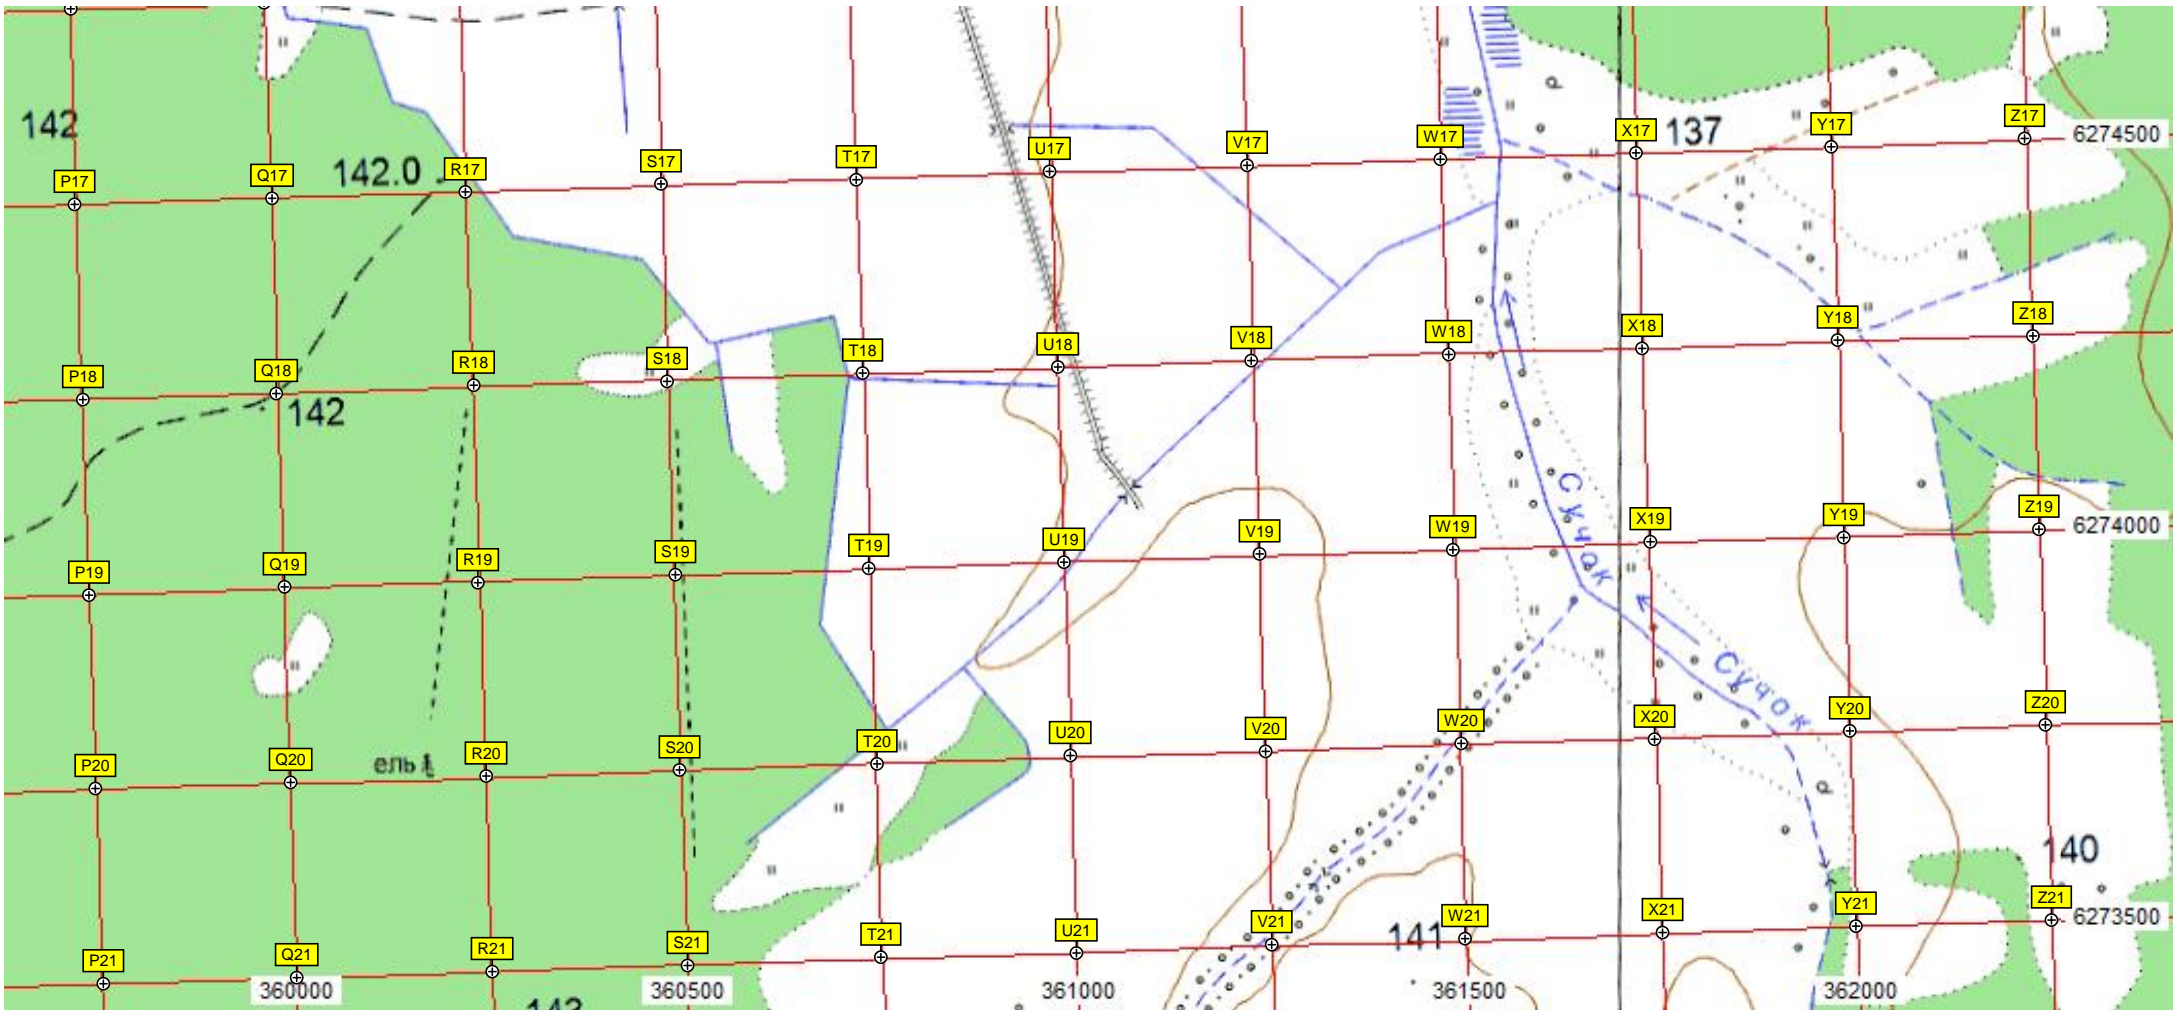 142
P17
Q17
142.0
R17
S17
T17
U17
V17
W17
X17
137
Y17
Z17
6274500
P18
Q18
142
R18
S18
T18
U18
V18
W18
X18
Y18
Z18
Сучок
P19
Q19
R19
S19
T19
U19
V19
W19
X19
Y19
Z19
6274000
Сучок
P20
Q20
ель
R20
S20
T20
U20
V20
W20
X20
Y20
Z20
140
P21
Q21
R21
S21
T21
U21
V21
141
W21
X21
Y21
Z21
6273500
360000
360500
361000
361500
362000